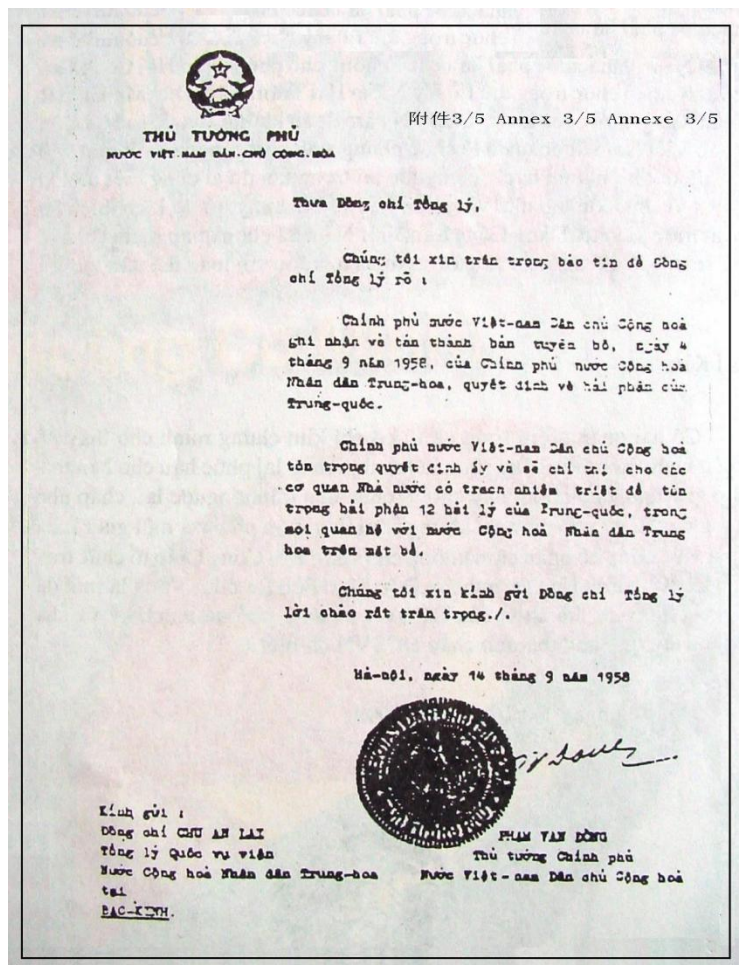 THỦ TƯỚNG PHỦ
NƯỚC VIỆT-NAM DÂN-CHỦ CỘNG-HÒA
附件3/5 Annex 3/5 Annexe 3/5
Thưa Đồng chí Tổng lý,
Chúng tôi xin trân trọng báo tin để Đồng
chí Tổng lý rõ :
Chính phủ nước Việt-nam Dân chủ Cộng hoà
ghi nhận và tán thành bản tuyên bố, ngày 4
tháng 9 năm 1958, của Chính phủ nước Cộng hoà
Nhân dân Trung-hoa, quyết định về hải phận của
Trung-quốc.
Chính phủ nước Việt-nam Dân chủ Cộng hoà
tôn trọng quyết định ấy và sẽ chỉ thị cho các
cơ quan Nhà nước có trách nhiệm triệt để tôn
trọng hải phận 12 hải lý của Trung-quốc, trong
mọi quan hệ với nước Cộng hoà Nhân dân Trung
hoa trên mặt bể.
Chúng tôi xin kính gửi Đồng chí Tổng lý
lời chào rất trân trọng./.
Hà-nội, ngày 14 tháng 9 năm 1958
Kính gửi :
Đồng chí CHU AN LAI
Tổng lý Quốc vụ viện
Nước Cộng hoà Nhân dân Trung-hoa
tại
BẮC-KINH.
PHẠM VĂN ĐỒNG
Thủ tướng Chính phủ
Nước Việt-nam Dân chủ Cộng hoà